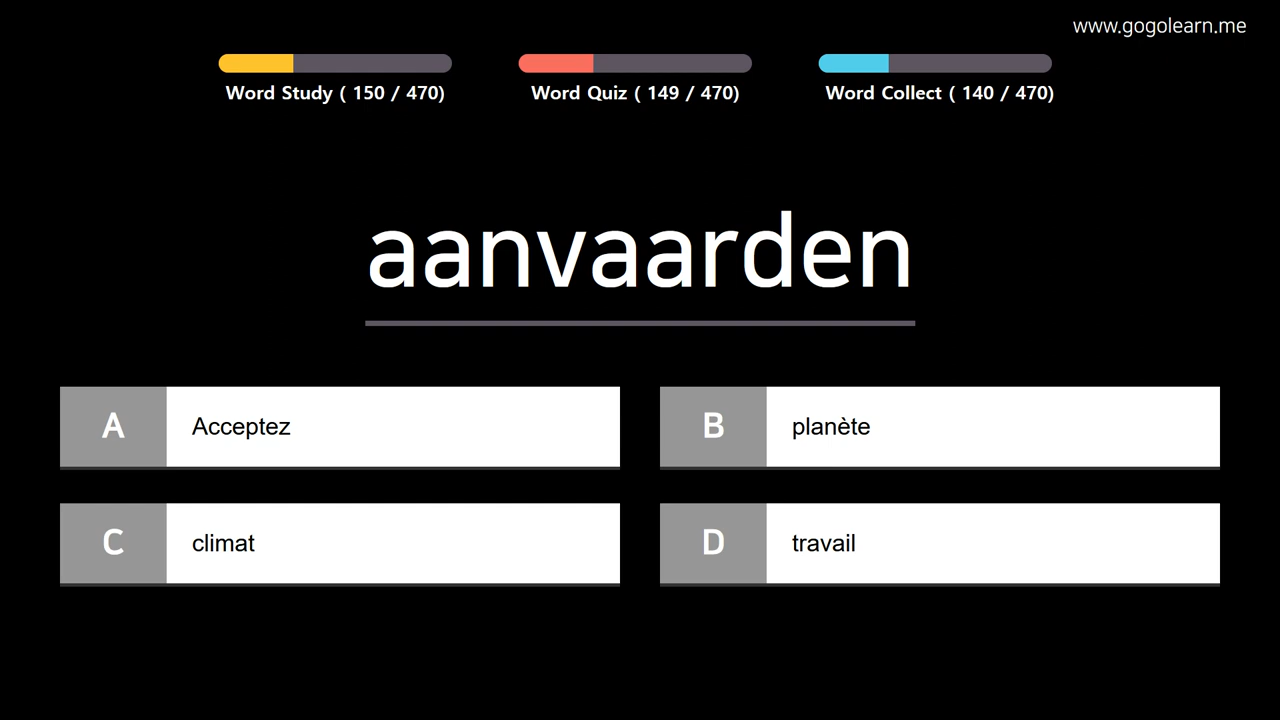 www.gogolearn.me
Word Study ( 150 / 470)
Word Quiz ( 149 / 470)
Word Collect ( 140 / 470)
aanvaarden
A Acceptez
B planète
C climat
D travail